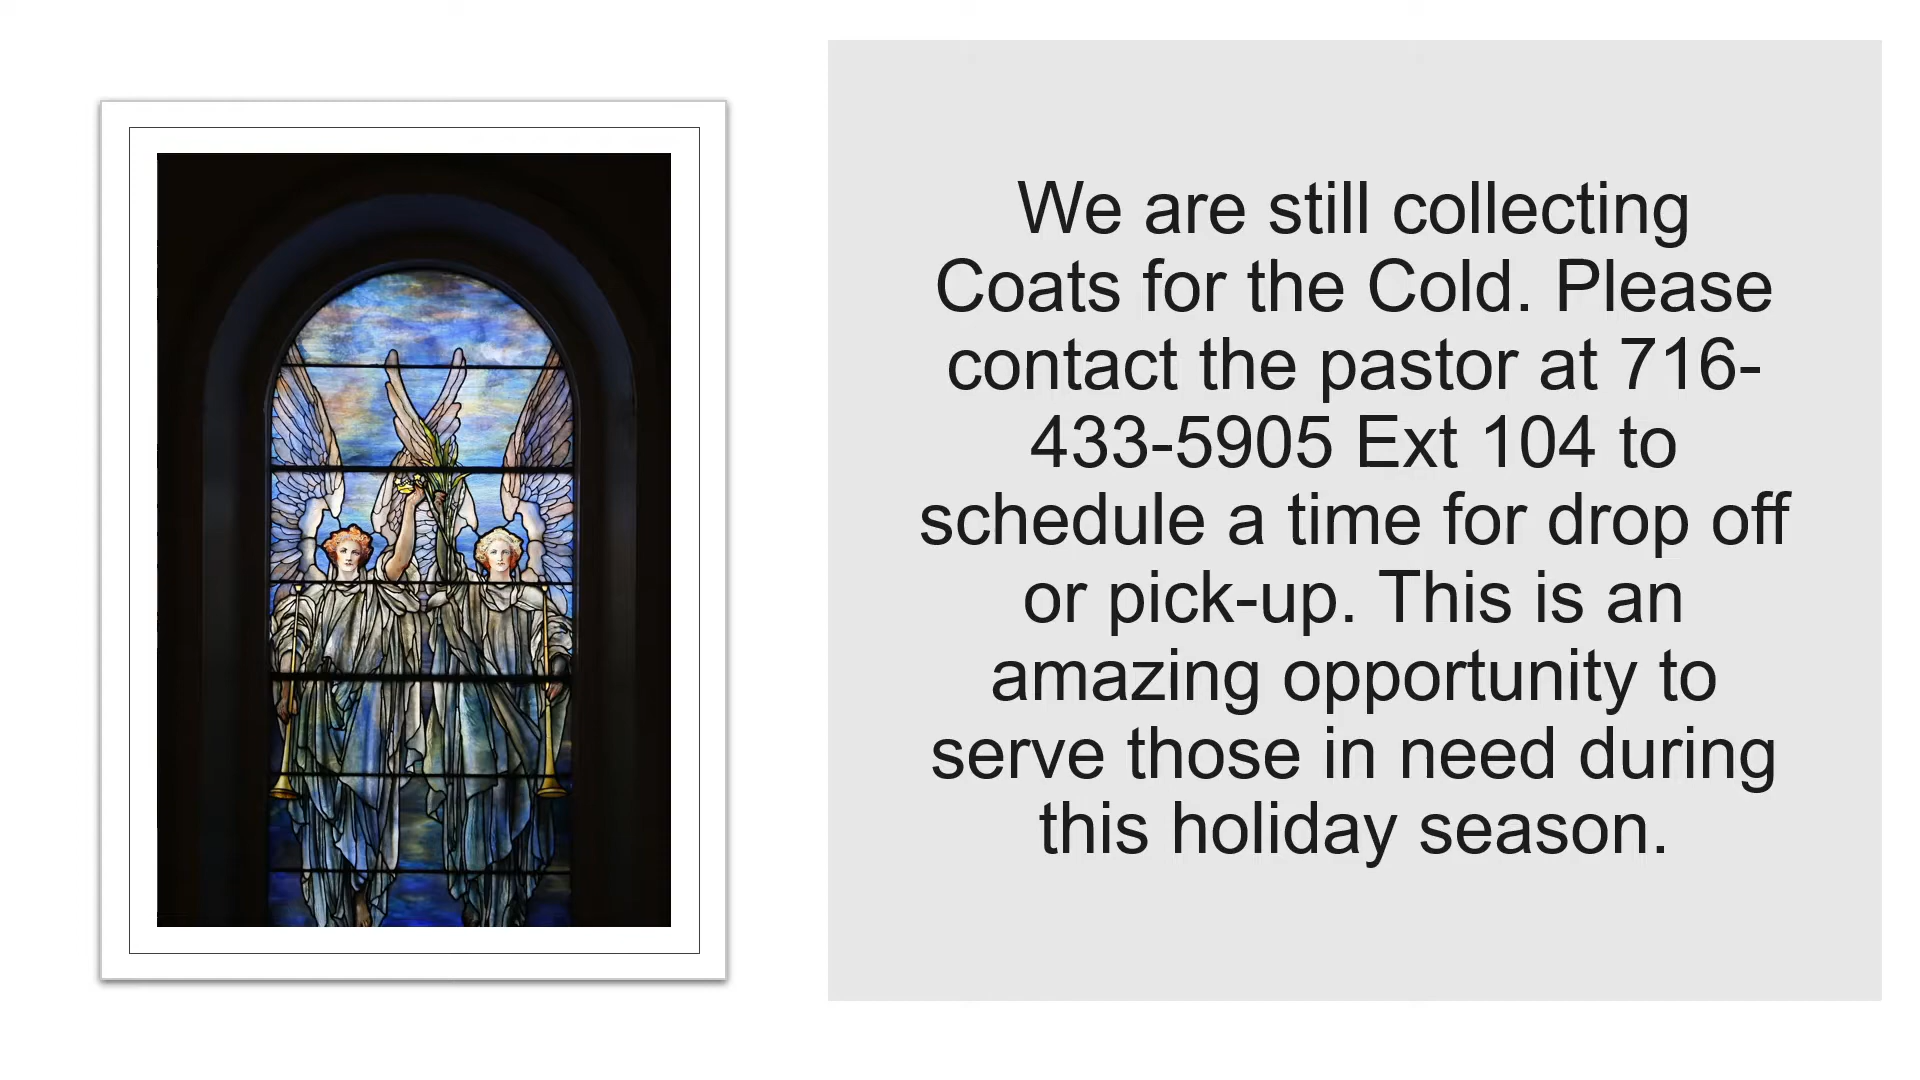 We are still collecting
Coats for the Cold. Please
contact the pastor at 716-
433-5905 Ext 104 to
schedule a time for drop off
or pick-up. This is an
amazing opportunity to
serve those in need during
this holiday season.